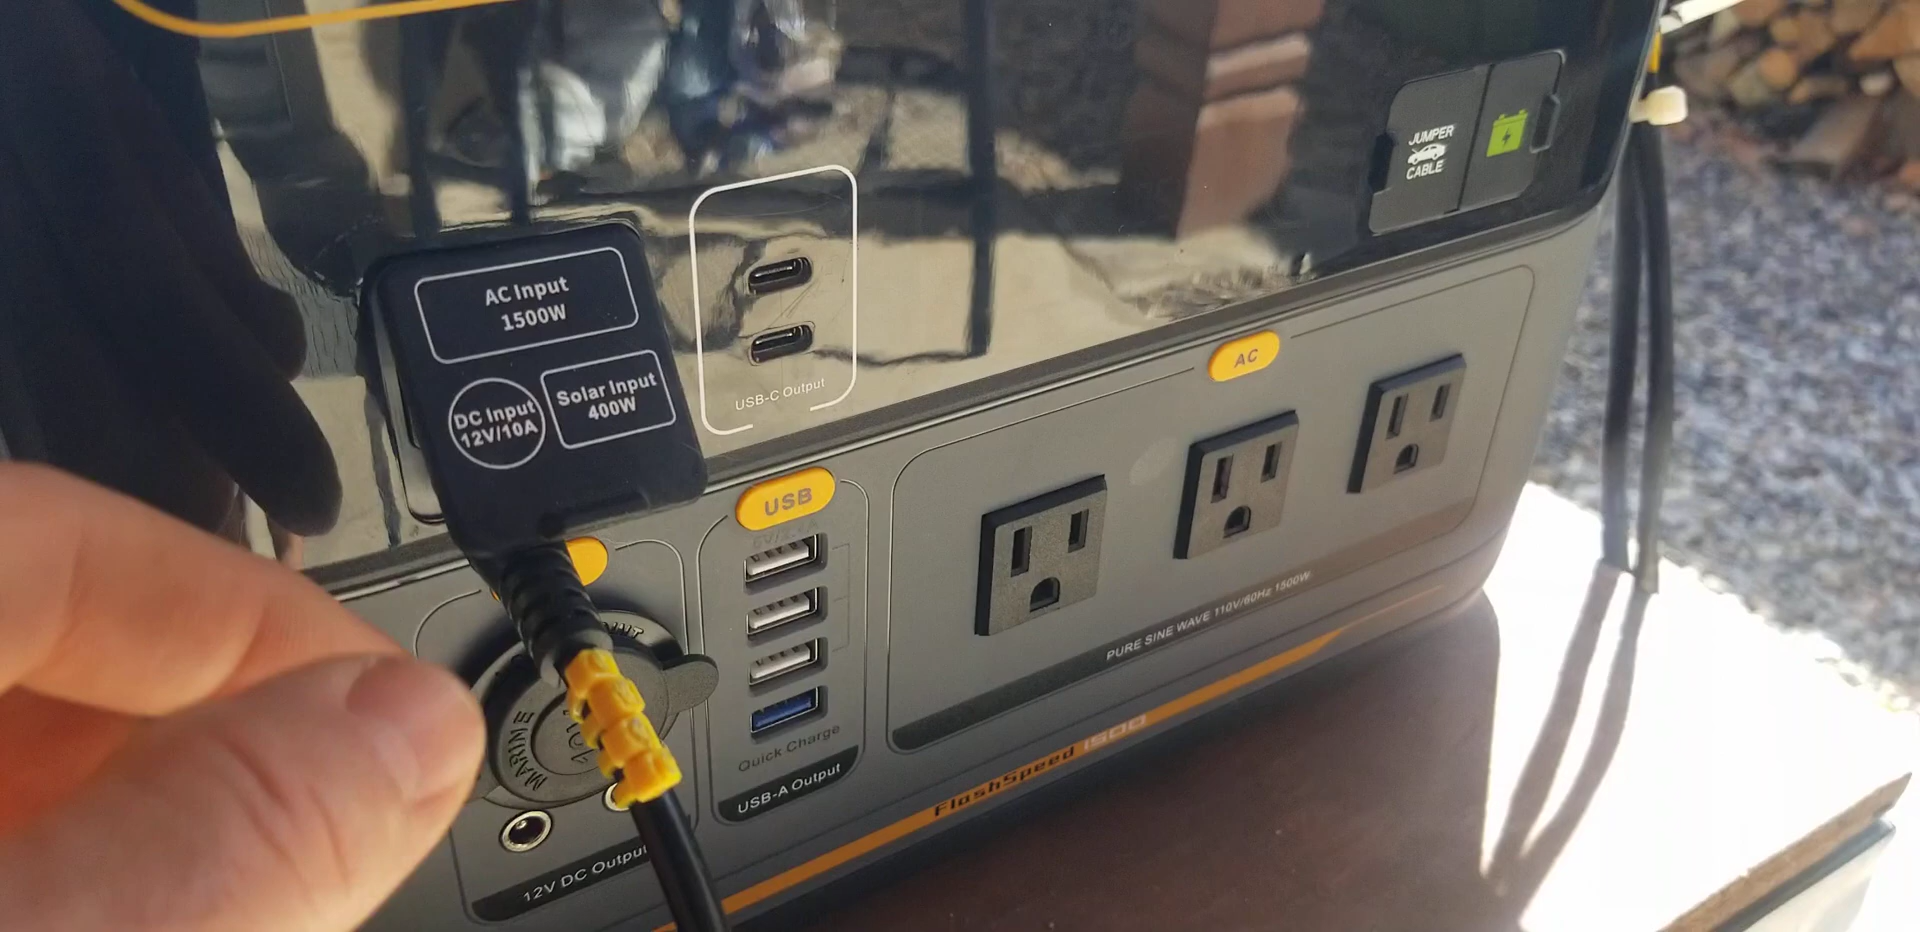 JUMPER
CABLE
AC Input
1500W
DC Input
12V/10A
Solar Input
400W
USB-C Output
AC
USB
Quick Charge
USB-A Output
MARINE
12V DC Output
PURE SINE WAVE 110V/60Hz 1500W
FlashSpeed 1500